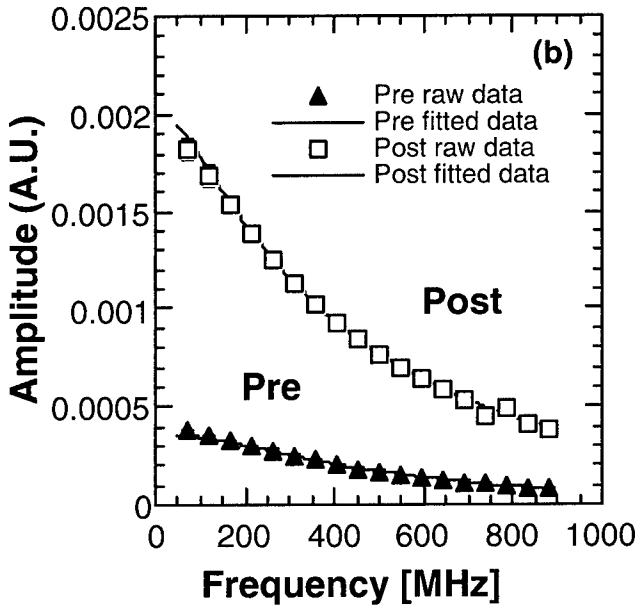 (b)
Pre raw data
Pre fitted data
Post raw data
Post fitted data
Post
Pre
Amplitude (A.U.)
0.0025
0.002
0.0015
0.001
0.0005
0
0 200 400 600 800 1000
Frequency [MHz]